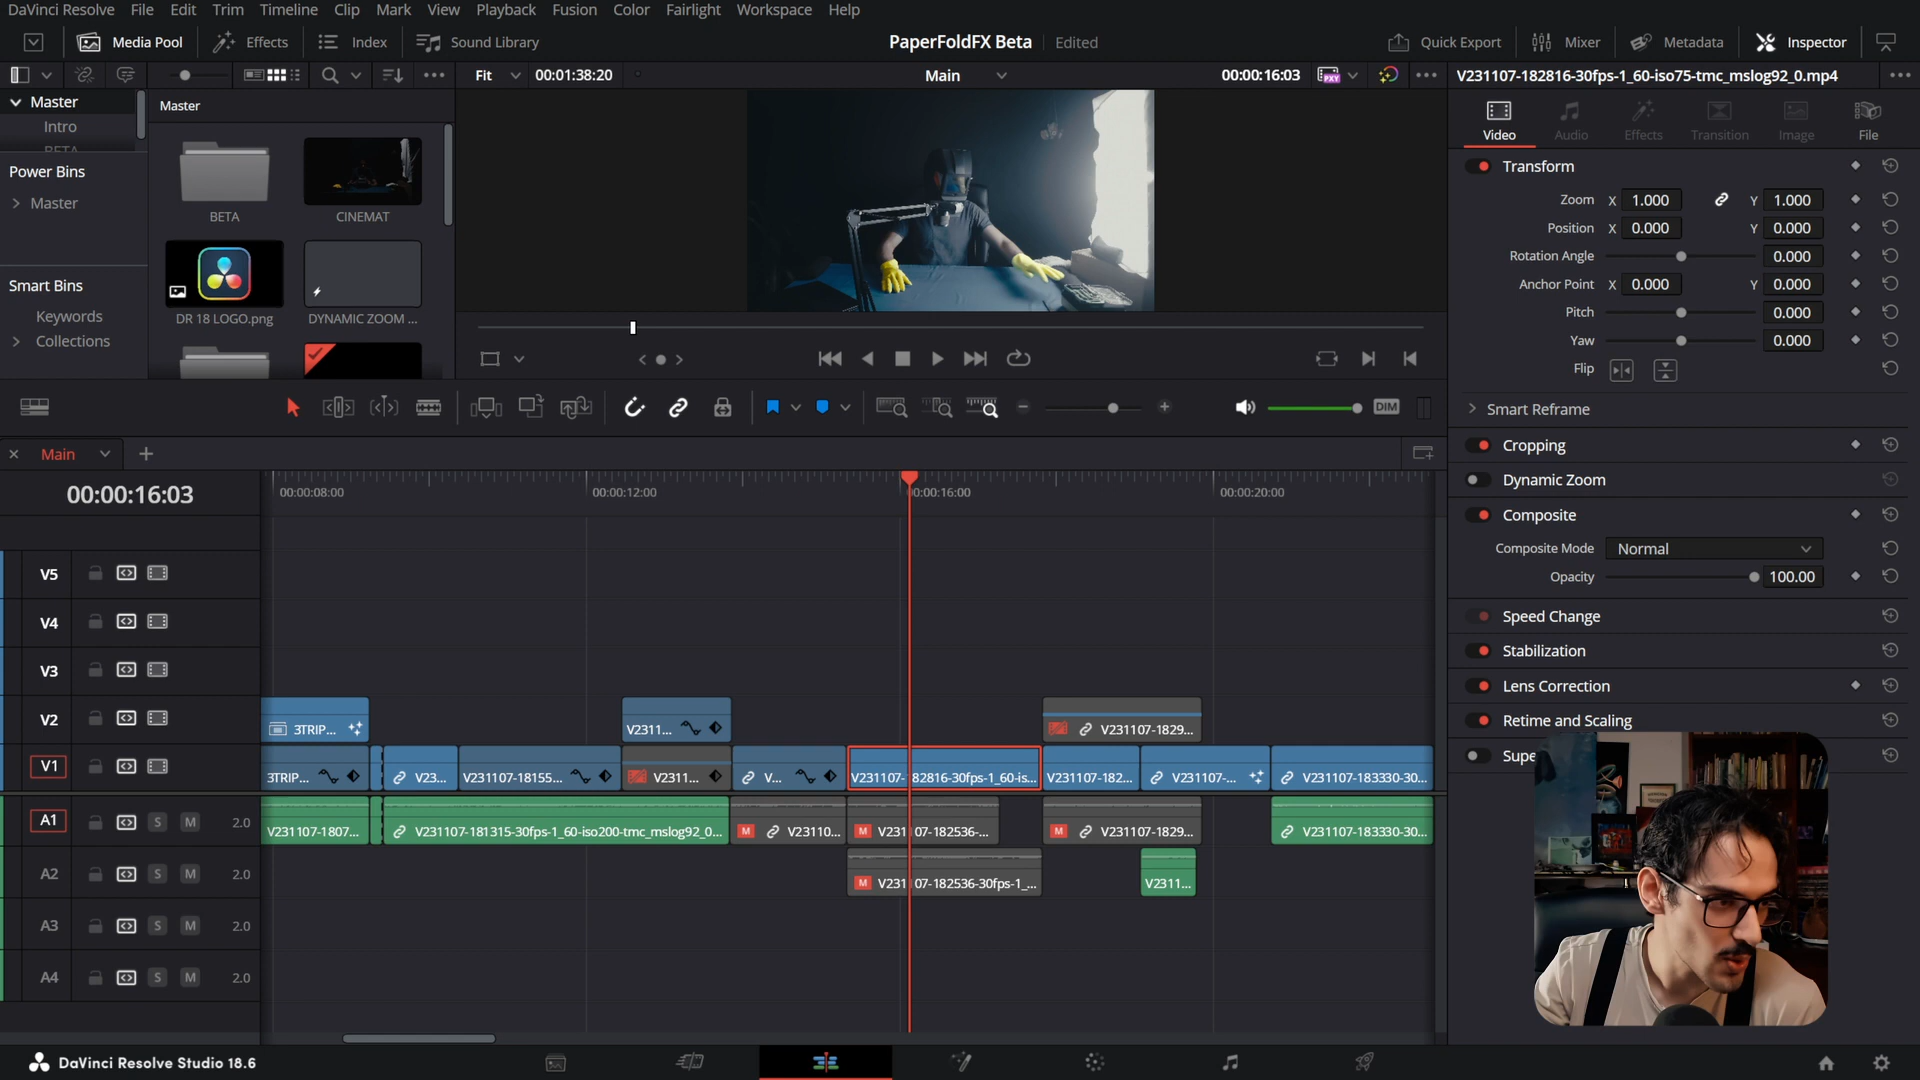 DaVinci Resolve File Edit Trim Timeline Clip Mark View Playback Fusion Color Fairlight Workspace Help
Media Pool Effects Index Sound Library PaperFoldFX Beta Edited Quick Export Mixer Metadata Inspector
Fit 00:01:38:20 Main 00:00:16:03 V231107-182816-30fps-1_60-iso75-tmc_mslog92_0.mp4
Master
Intro
BETA
Master
Power Bins
Master
Smart Bins
Keywords
Collections
BETA CINEMAT
DR 18 LOGO.png DYNAMIC ZOOM ...
Video Audio Effects Transition Image File
Transform
Zoom X 1.000 Y 1.000
Position X 0.000 Y 0.000
Rotation Angle 0.000
Anchor Point X 0.000 Y 0.000
Pitch 0.000
Yaw 0.000
Flip
Smart Reframe
Cropping
Dynamic Zoom
Composite
Composite Mode Normal
Opacity 100.00
Speed Change
Stabilization
Lens Correction
Retime and Scaling
Supe
DIM
Main
00:00:16:03
00:00:08:00 00:00:12:00 00:00:16:00 00:00:20:00
V5
V4
V3
V2 3TRIP... V2311... V231107-1829...
V1 3TRIP... V23... V231107-18155... V2311... V... V231107-182816-30fps-1_60-is... V231107-182... V231107-... V231107-183330-30...
A1 S M 2.0 V231107-1807... V231107-181315-30fps-1_60-iso200-tmc_mslog92_0... M V23110... M V231107-182536-... M V231107-1829... V231107-183330-30...
A2 S M 2.0 M V231107-182536-30fps-1_... V2311...
A3 S M 2.0
A4 S M 2.0
DaVinci Resolve Studio 18.6